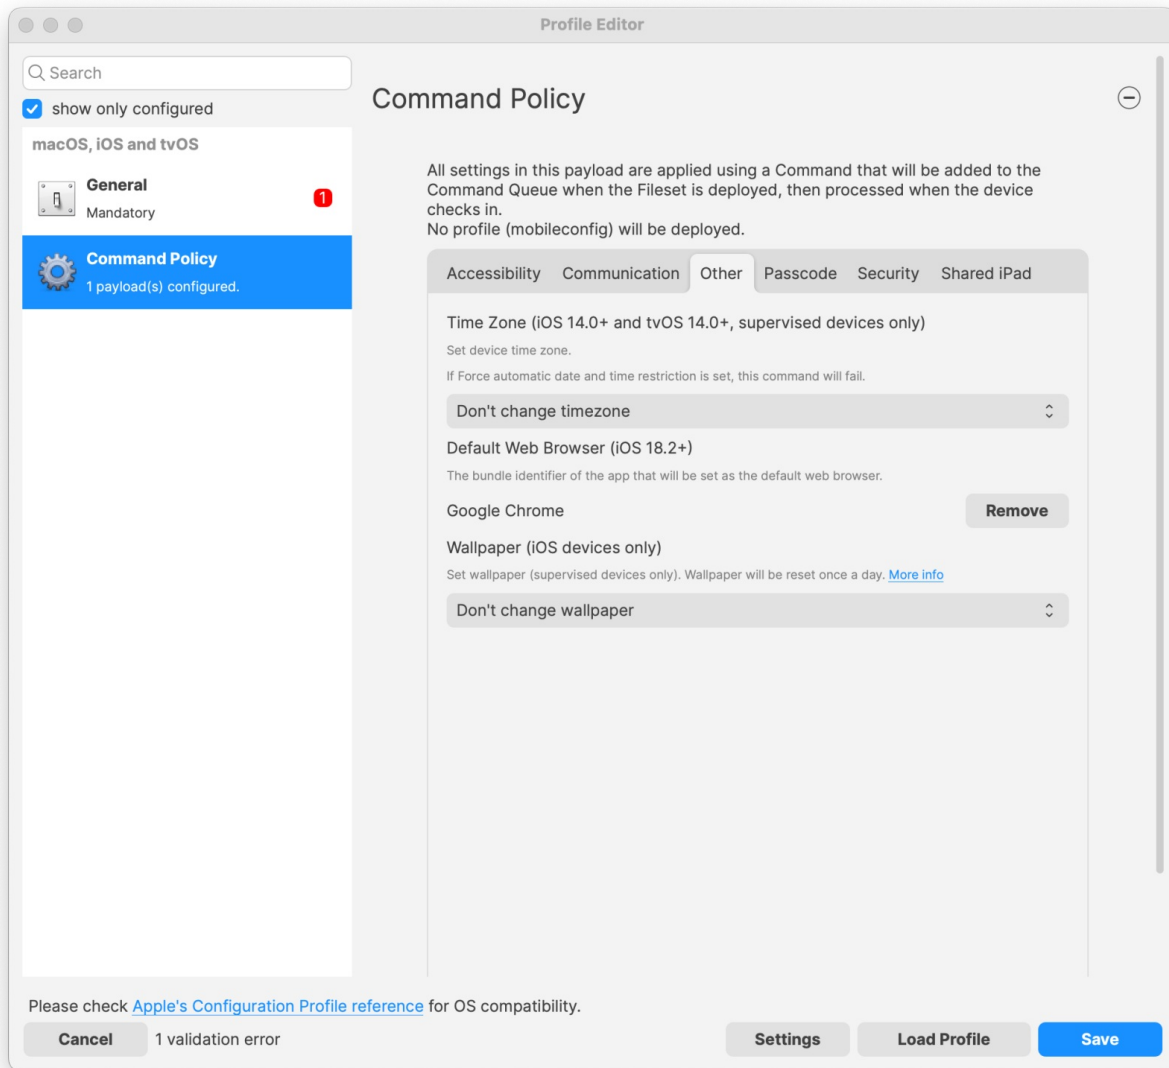 Profile Editor
Search
show only configured
macOS, iOS and tvOS
General
Mandatory
1
Command Policy
1 payload(s) configured.
Command Policy
All settings in this payload are applied using a Command that will be added to the
Command Queue when the Fileset is deployed, then processed when the device
checks in.
No profile (mobileconfig) will be deployed.
Accessibility Communication Other Passcode Security Shared iPad
Time Zone (iOS 14.0+ and tvOS 14.0+, supervised devices only)
Set device time zone.
If Force automatic date and time restriction is set, this command will fail.
Don't change timezone
Default Web Browser (iOS 18.2+)
The bundle identifier of the app that will be set as the default web browser.
Google Chrome Remove
Wallpaper (iOS devices only)
Set wallpaper (supervised devices only). Wallpaper will be reset once a day. More info
Don't change wallpaper
Please check Apple's Configuration Profile reference for OS compatibility.
Cancel 1 validation error Settings Load Profile Save